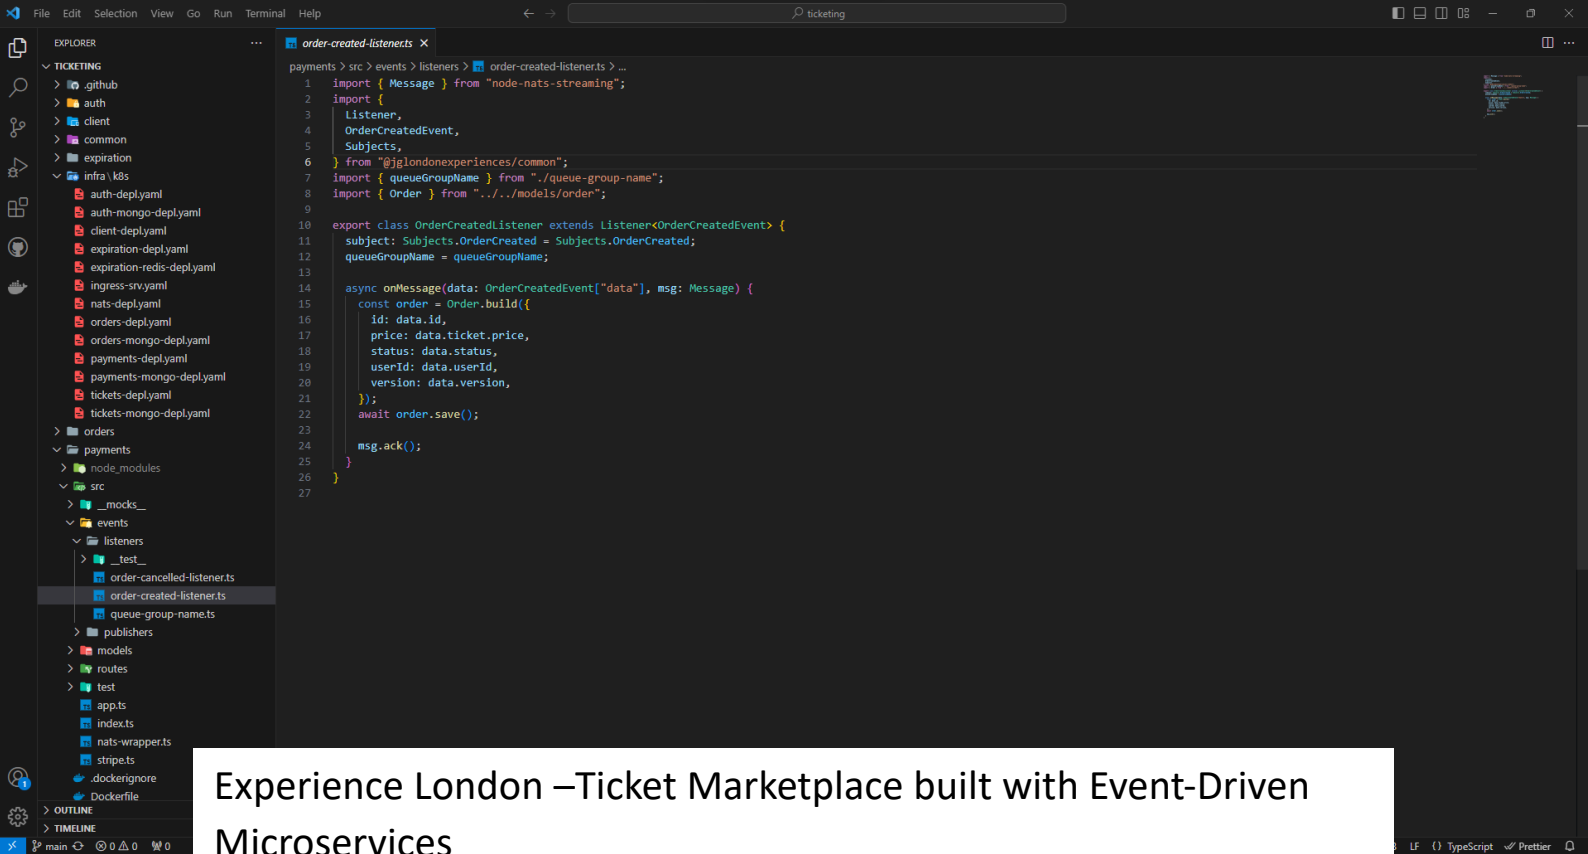 File Edit Selection View Go Run Terminal Help
ticketing
EXPLORER
order-created-listener.ts
TICKETING
.github
auth
client
common
expiration
infra \ k8s
auth-depl.yaml
auth-mongo-depl.yaml
client-depl.yaml
expiration-depl.yaml
expiration-redis-depl.yaml
ingress-srv.yaml
nats-depl.yaml
orders-depl.yaml
orders-mongo-depl.yaml
payments-depl.yaml
payments-mongo-depl.yaml
tickets-depl.yaml
tickets-mongo-depl.yaml
orders
payments
node_modules
src
__mocks__
events
listeners
__test__
order-cancelled-listener.ts
order-created-listener.ts
queue-group-name.ts
publishers
models
routes
test
app.ts
index.ts
nats-wrapper.ts
stripe.ts
.dockerignore
Dockerfile
OUTLINE
TIMELINE
payments > src > events > listeners > order-created-listener.ts > ...
1 import { Message } from "node-nats-streaming";
2 import {
3 Listener,
4 OrderCreatedEvent,
5 Subjects,
6 } from "@jglondonexperiences/common";
7 import { queueGroupName } from "./queue-group-name";
8 import { Order } from "../../models/order";
9
10 export class OrderCreatedListener extends Listener<OrderCreatedEvent> {
11 subject: Subjects.OrderCreated = Subjects.OrderCreated;
12 queueGroupName = queueGroupName;
13
14 async onMessage(data: OrderCreatedEvent["data"], msg: Message) {
15 const order = Order.build({
16 id: data.id,
17 price: data.ticket.price,
18 status: data.status,
19 userId: data.userId,
20 version: data.version,
21 });
22 await order.save();
23
24 msg.ack();
25 }
26 }
27
Experience London –Ticket Marketplace built with Event-Driven
Microservices
1
main 0 0 0
LF {} TypeScript Prettier